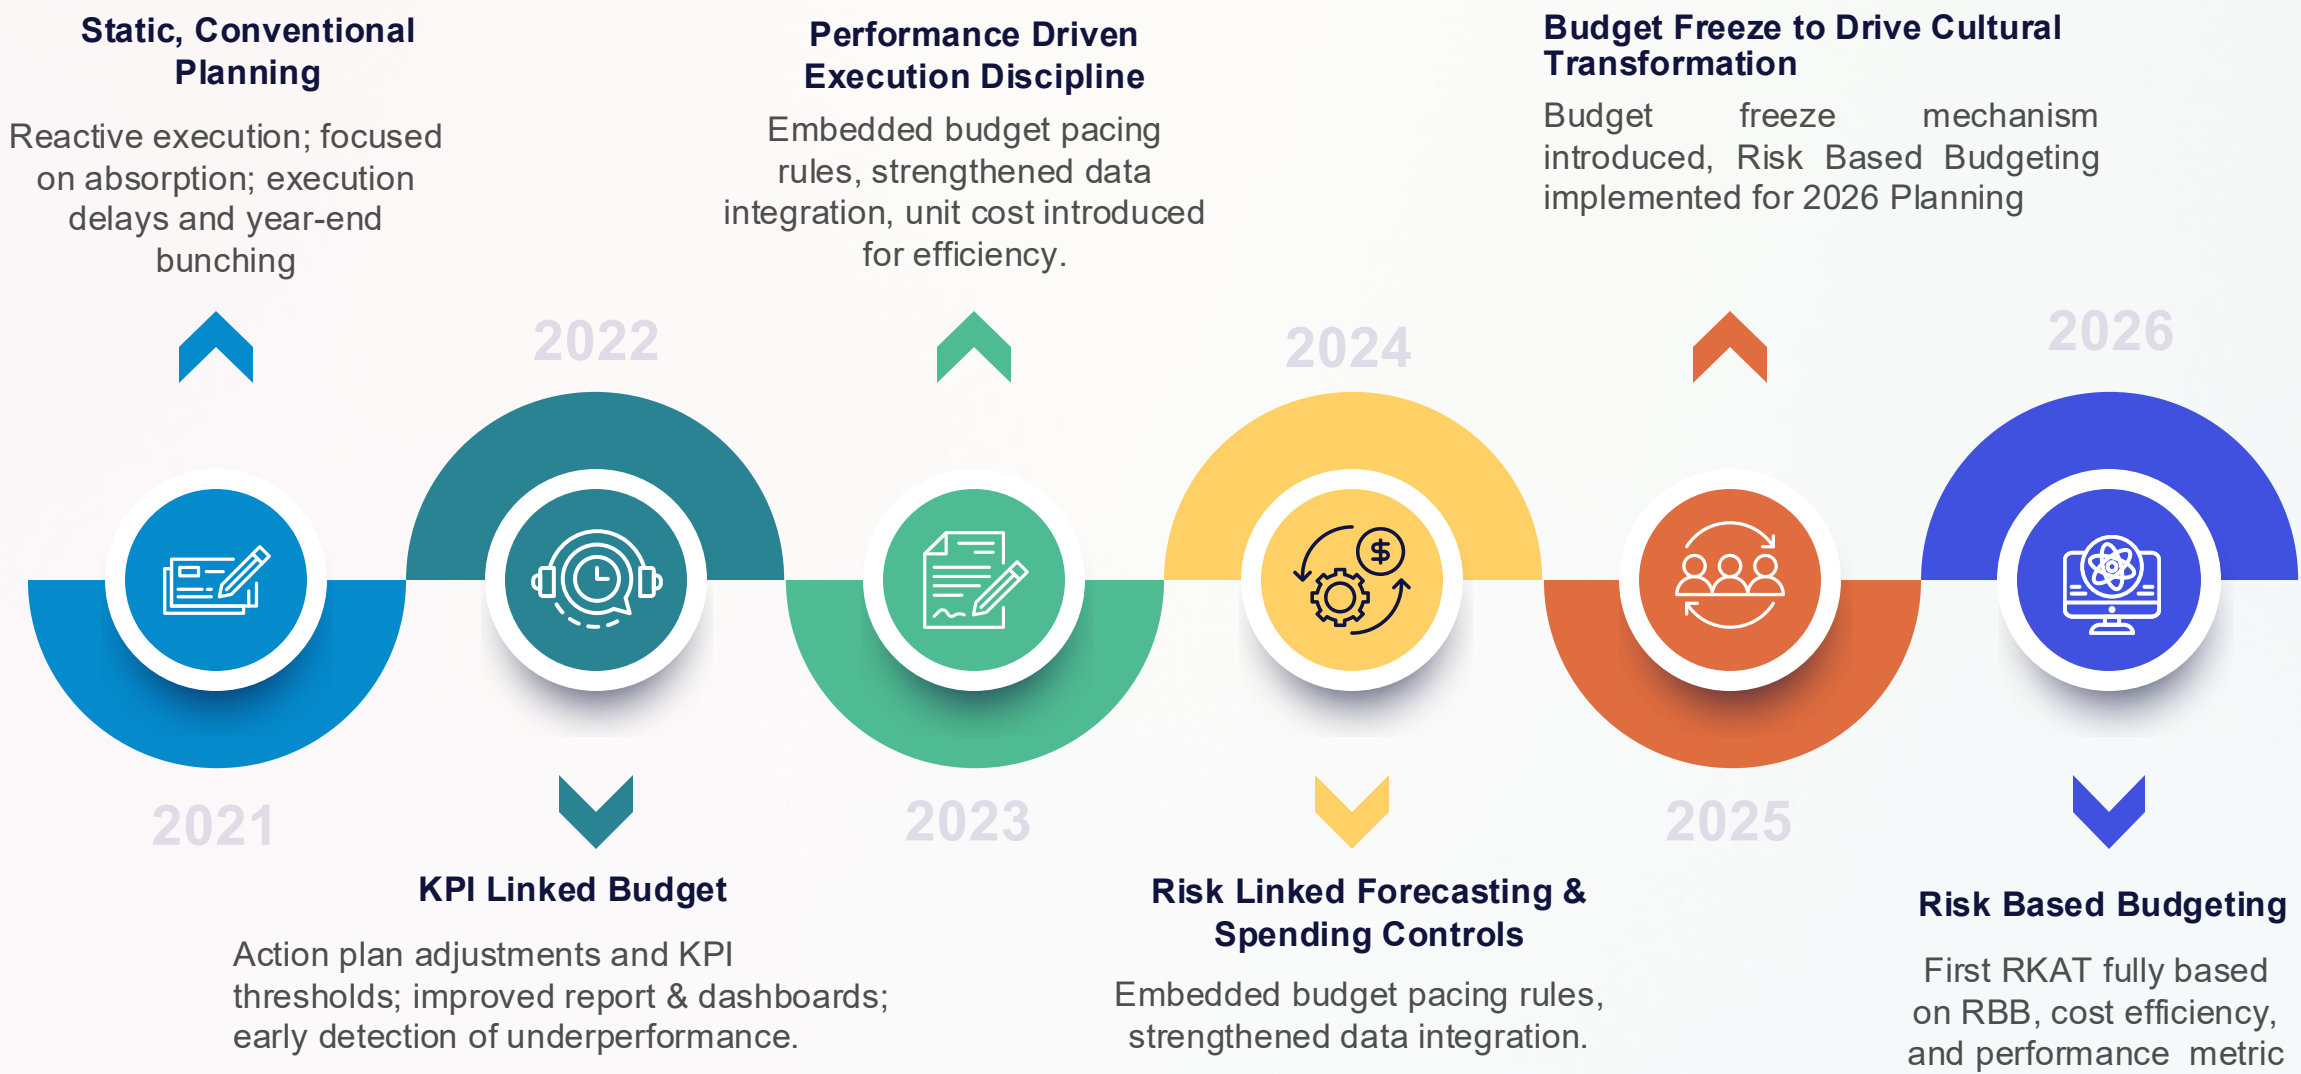 Static, Conventional
Planning
Reactive execution; focused
on absorption; execution
delays and year-end
bunching
2021
2022
KPI Linked Budget
Action plan adjustments and KPI
thresholds; improved report & dashboards;
early detection of underperformance.
Performance Driven
Execution Discipline
Embedded budget pacing
rules, strengthened data
integration, unit cost introduced
for efficiency.
2023
2024
$
Risk Linked Forecasting &
Spending Controls
Embedded budget pacing rules,
strengthened data integration.
Budget Freeze to Drive Cultural
Transformation
Budget freeze mechanism
introduced, Risk Based Budgeting
implemented for 2026 Planning
2025
2026
Risk Based Budgeting
First RKAT fully based
on RBB, cost efficiency,
and performance metric